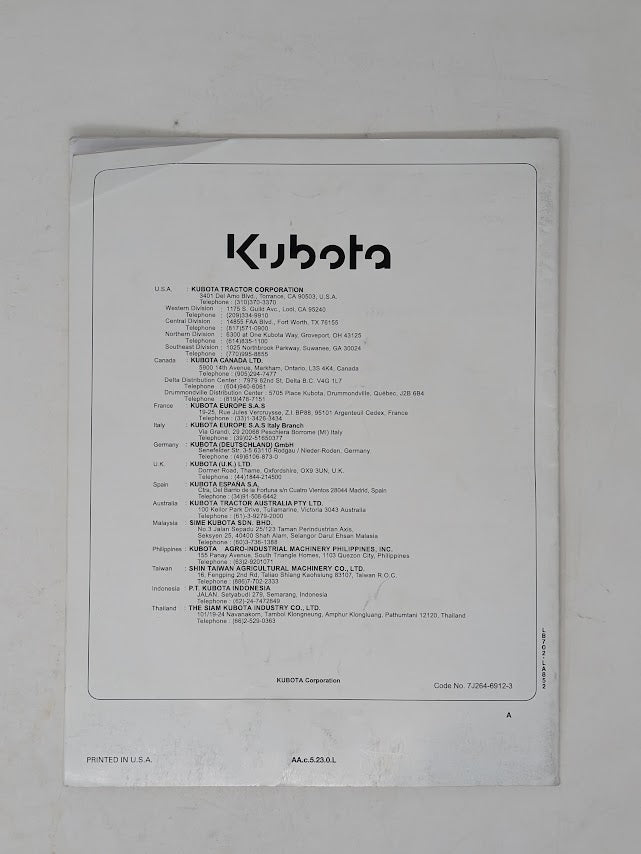 Kubota
U.S.A. : KUBOTA TRACTOR CORPORATION
3401 Del Amo Blvd., Torrance, CA 90503, U.S.A.
Telephone : (310)370-3370
Western Division : 1175 S. Guild Ave., Lodi, CA 95240
Telephone : (209)334-9910
Central Division : 14855 FAA Blvd., Fort Worth, TX 76155
Telephone : (817)571-0900
Northern Division : 6300 at One Kubota Way, Groveport, OH 43125
Telephone : (614)835-1100
Southeast Division : 1025 Northbrook Parkway, Suwanee, GA 30024
Telephone : (770)995-8855
Canada : KUBOTA CANADA LTD.
5900 14th Avenue, Markham, Ontario, L3S 4K4, Canada
Telephone : (905)294-7477
Delta Distribution Center : 7979 82nd St, Delta B.C. V4G 1L7
Telephone : (604)940-6061
Drummondville Distribution Center : 5705 Place Kubota, Drummondville, Québec, J2B 6B4
Telephone : (819)478-7151
France : KUBOTA EUROPE S.A.S
19-25, Rue Jules Vercruysse, Z.I. BP88, 95101 Argenteuil Cedex, France
Telephone : (33)1-3426-3434
Italy : KUBOTA EUROPE S.A.S Italy Branch
Via Grandi, 29 20068 Peschiera Borromeo (MI) Italy
Telephone : (39)02-51650377
Germany : KUBOTA (DEUTSCHLAND) GmbH
Senefelder Str. 3-5 63110 Rodgau / Nieder-Roden, Germany
Telephone : (49)6106-873-0
U.K. : KUBOTA (U.K.) LTD.
Dormer Road, Thame, Oxfordshire, OX9 3UN, U.K.
Telephone : (44)1844-214500
Spain : KUBOTA ESPAÑA S.A.
Ctra. Del Barrio de la Fortuna s/n Cuatro Vientos 28044 Madrid, Spain
Telephone : (34)91-508-6442
Australia : KUBOTA TRACTOR AUSTRALIA PTY LTD.
100 Keilor Park Drive, Tullamarine, Victoria 3043 Australia
Telephone : (61)-3-9279-2000
Malaysia : SIME KUBOTA SDN. BHD.
No.3 Jalan Sepadu 25/123 Taman Perindustrian Axis,
Seksyen 25, 40400 Shah Alam, Selangor Darul Ehsan Malasia
Telephone : (60)3-736-1388
Philippines : KUBOTA AGRO-INDUSTRIAL MACHINERY PHILIPPINES, INC.
155 Panay Avenue, South Triangle Homes, 1103 Quezon City, Philippines
Telephone : (63)2-9201071
Taiwan : SHIN TAIWAN AGRICULTURAL MACHINERY CO., LTD.
16, Fengping 2nd Rd, Taliao Shiang Kaohsiung 83107, Taiwan R.O.C.
Telephone : (886)7-702-2333
Indonesia : P.T. KUBOTA INDONESIA
JALAN. Setyabudi 279, Semarang, Indonesia
Telephone : (62)-24-7472849
Thailand : THE SIAM KUBOTA INDUSTRY CO., LTD.
101/19-24 Navanakorn, Tambol Klongneung, Amphur Klongluang, Pathumtani 12120, Thailand
Telephone : (66)2-529-0363
KUBOTA Corporation
Code No. 7J264-6912-3
LB702・LA852
A
PRINTED IN U.S.A.
AA.c.5.23.0.L